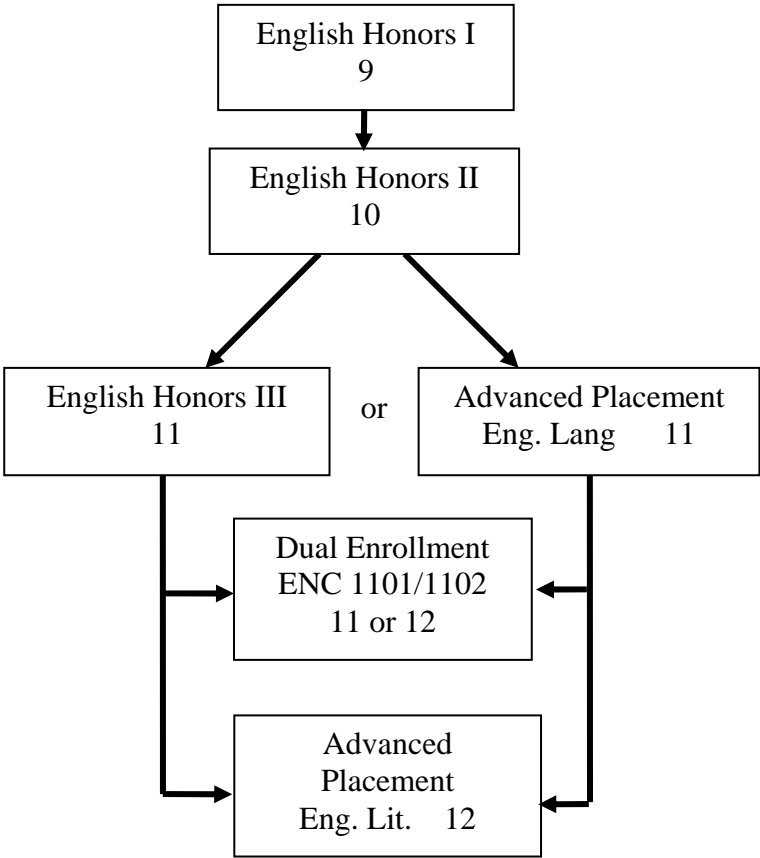 English Honors I
9
English Honors II
10
English Honors III
11
or
Advanced Placement
Eng. Lang 11
Dual Enrollment
ENC 1101/1102
11 or 12
Advanced
Placement
Eng. Lit. 12